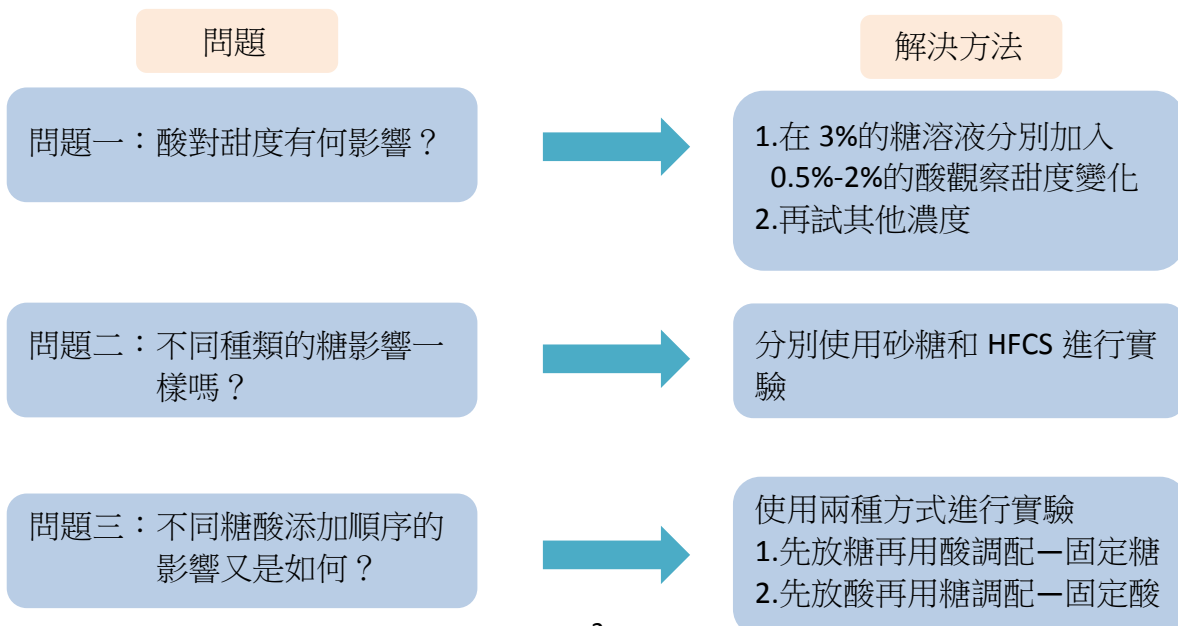 問題
解決方法
問題一：酸對甜度有何影響？
1.在 3%的糖溶液分別加入
0.5%-2%的酸觀察甜度變化
2.再試其他濃度
問題二：不同種類的糖影響一
樣嗎？
分別使用砂糖和 HFCS 進行實
驗
問題三：不同糖酸添加順序的
影響又是如何？
使用兩種方式進行實驗
1.先放糖再用酸調配—固定糖
2.先放酸再用糖調配—固定酸